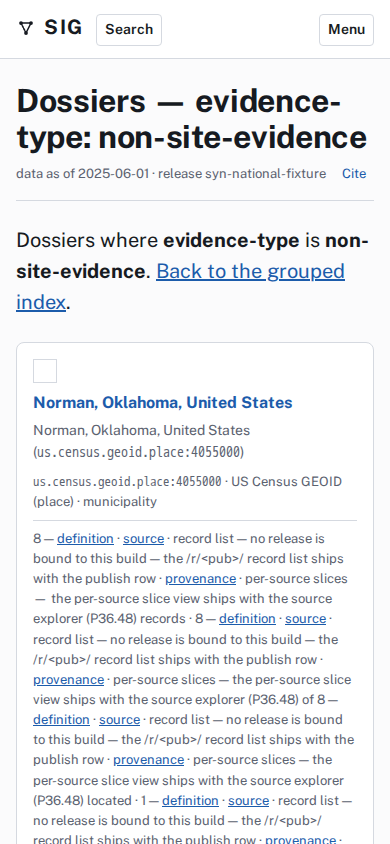 SIG
Search
Menu
Dossiers — evidence-
type: non-site-evidence
data as of 2025-06-01 · release syn-national-fixture Cite
Dossiers where evidence-type is non-
site-evidence. Back to the grouped
index.
Norman, Oklahoma, United States
Norman, Oklahoma, United States
(us.census.geoid.place:4055000)
us.census.geoid.place:4055000 · US Census GEOID
(place) · municipality
8 — definition · source · record list — no release is
bound to this build — the /r/<pub>/ record list ships
with the publish row · provenance · per-source slices
— the per-source slice view ships with the source
explorer (P36.48) records · 8 — definition · source ·
record list — no release is bound to this build — the
/r/<pub>/ record list ships with the publish row ·
provenance · per-source slices — the per-source slice
view ships with the source explorer (P36.48) of 8 —
definition · source · record list — no release is bound
to this build — the /r/<pub>/ record list ships with the
publish row · provenance · per-source slices — the
per-source slice view ships with the source explorer
(P36.48) located · 1 — definition · source · record list —
no release is bound to this build — the /r/<pub>/
record list ships with the publish row · provenance ·